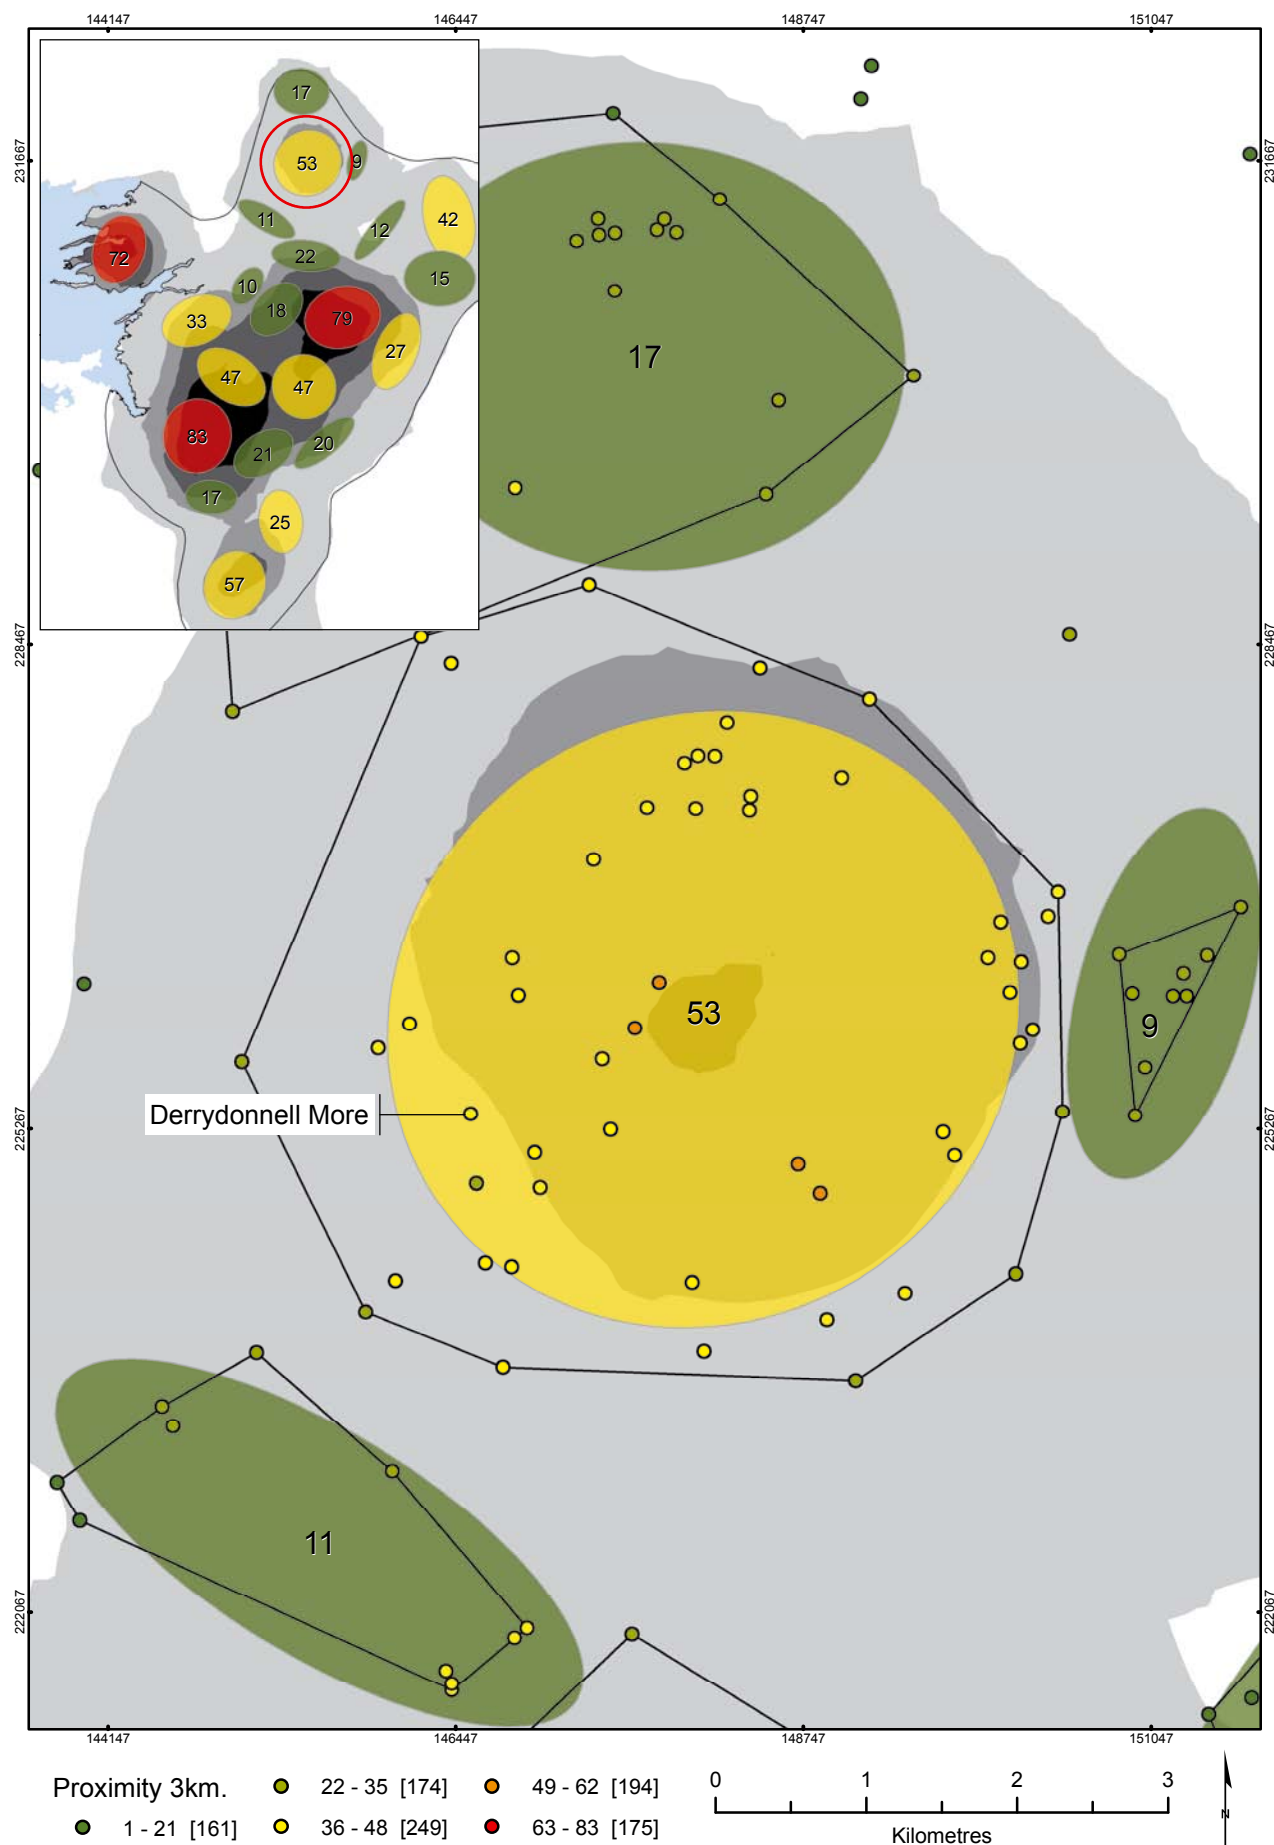 144147 146447 148747 151047
17
231667 53 9 231667
11 12 42
72 22 15
10 18 79
33 27
47 47
83 21 20
17
25
57
17
228467 228467
53
9
Derrydonnell More
225267 225267
11
222067 222067
144147 146447 148747 151047
Proximity 3km.
1 - 21 [161]
22 - 35 [174]
36 - 48 [249]
49 - 62 [194]
63 - 83 [175]
0 1 2 3
Kilometres
N